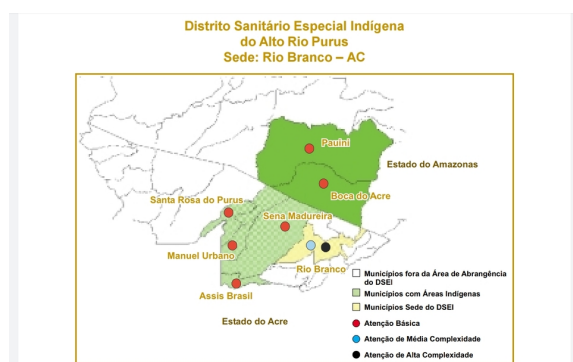 Distrito Sanitário Especial Indígena
do Alto Rio Purus
Sede: Rio Branco – AC
Pauini
Estado do Amazonas
Boca do Acre
Santa Rosa do Purus
Sena Madureira
Manuel Urbano
Rio Branco
Assis Brasil
Estado do Acre
Municípios fora da Área de Abrangência
do DSEI
Municípios com Áreas Indígenas
Municípios Sede do DSEI
Atenção Básica
Atenção de Média Complexidade
Atenção de Alta Complexidade